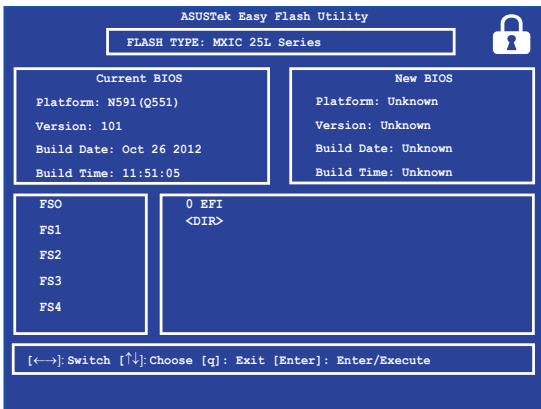 ASUSTek Easy Flash Utility
FLASH TYPE: MXIC 25L Series
Current BIOS
Platform: N591(Q551)
Version: 101
Build Date: Oct 26 2012
Build Time: 11:51:05
New BIOS
Platform: Unknown
Version: Unknown
Build Date: Unknown
Build Time: Unknown
FSO
FS1
FS2
FS3
FS4
0 EFI
<DIR>
[←→]: Switch [↑↓]: Choose [q]: Exit [Enter]: Enter/Execute